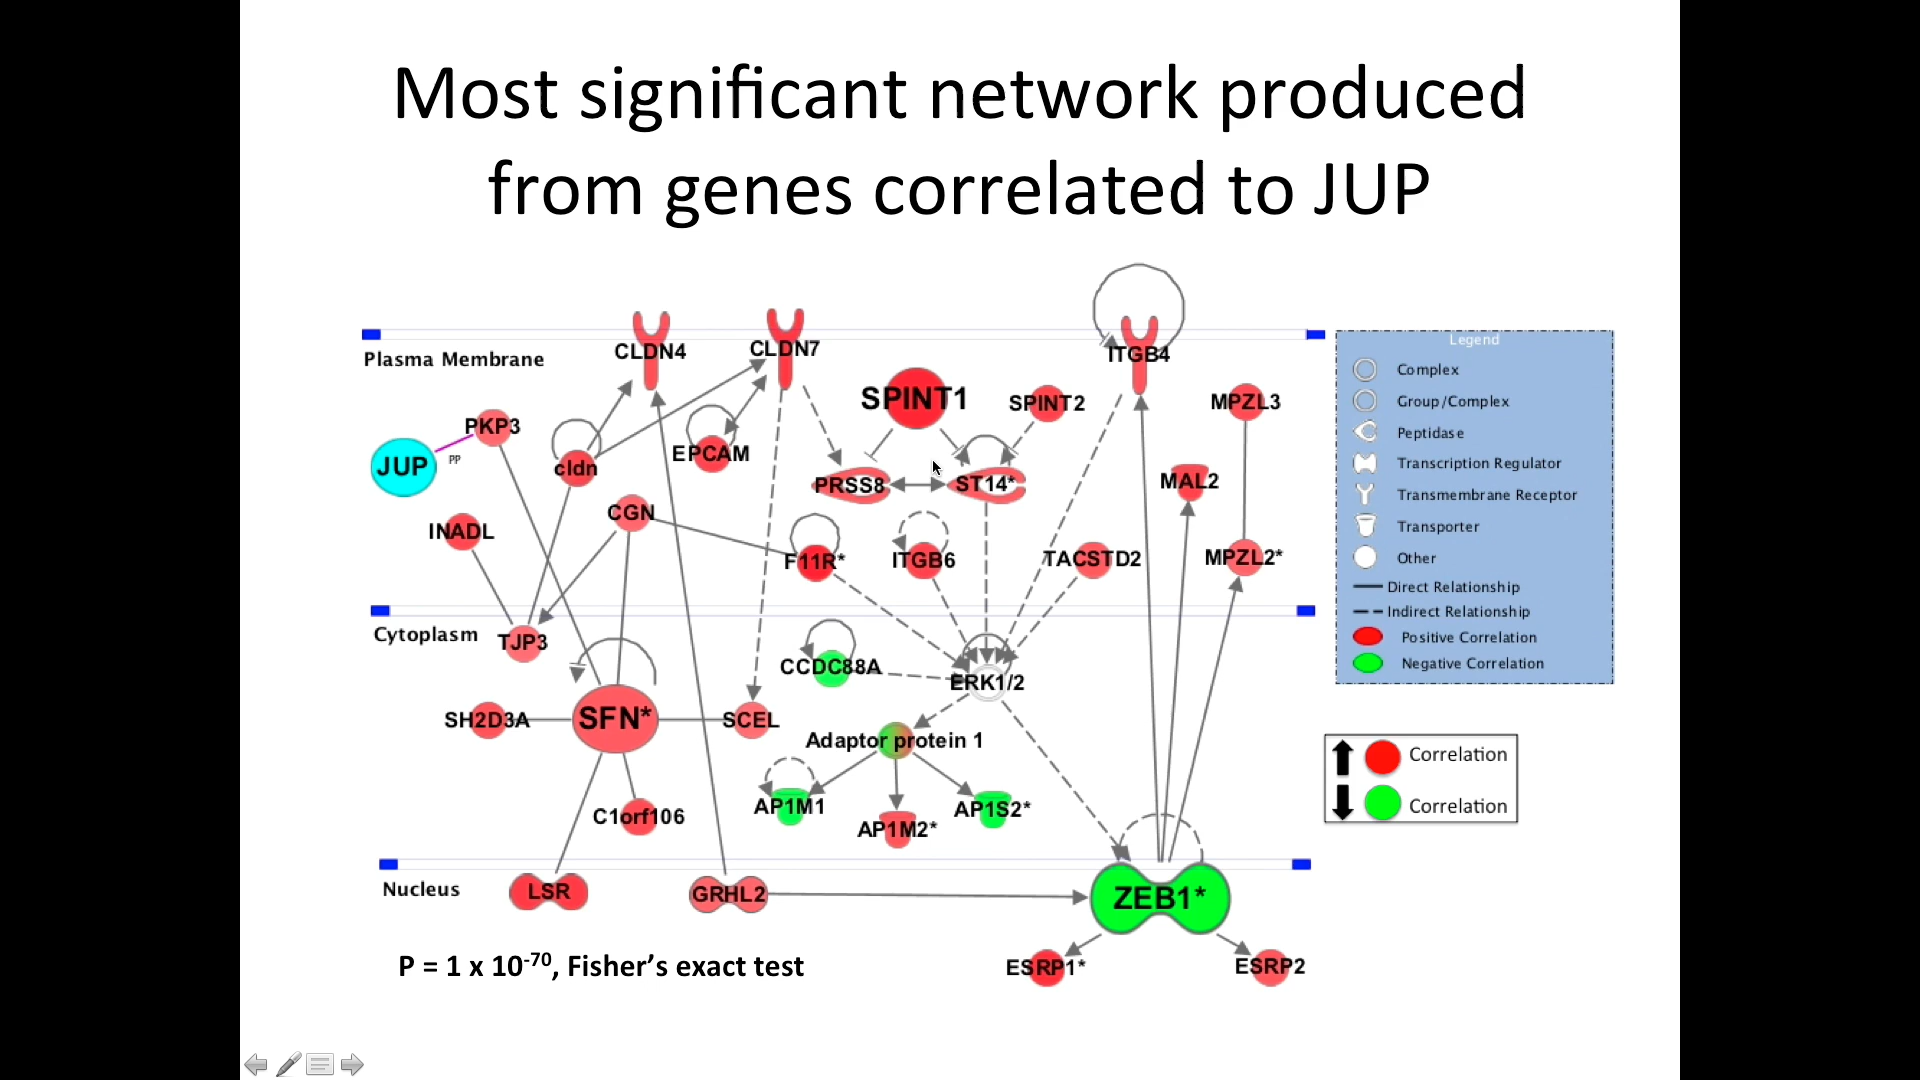 Most significant network produced
from genes correlated to JUP
Plasma Membrane
CLDN4
CLDN7
ITGB4
SPINT1
SPINT2
MPZL3
PKP3
JUP
PP
cldn
EPCAM
PRSS8
ST14*
MAL2
INADL
CGN
F11R*
ITGB6
TACSTD2
MPZL2*
Cytoplasm
TJP3
CCDC88A
ERK1/2
SH2D3A
SFN*
SCEL
Adaptor protein 1
C1orf106
AP1M1
AP1M2*
AP1S2*
Nucleus
LSR
GRHL2
ZEB1*
ESRP1*
ESRP2
P = 1 x 10-70, Fisher’s exact test
Legend
Complex
Group/Complex
Peptidase
Transcription Regulator
Transmembrane Receptor
Transporter
Other
Direct Relationship
Indirect Relationship
Positive Correlation
Negative Correlation
Correlation
Correlation